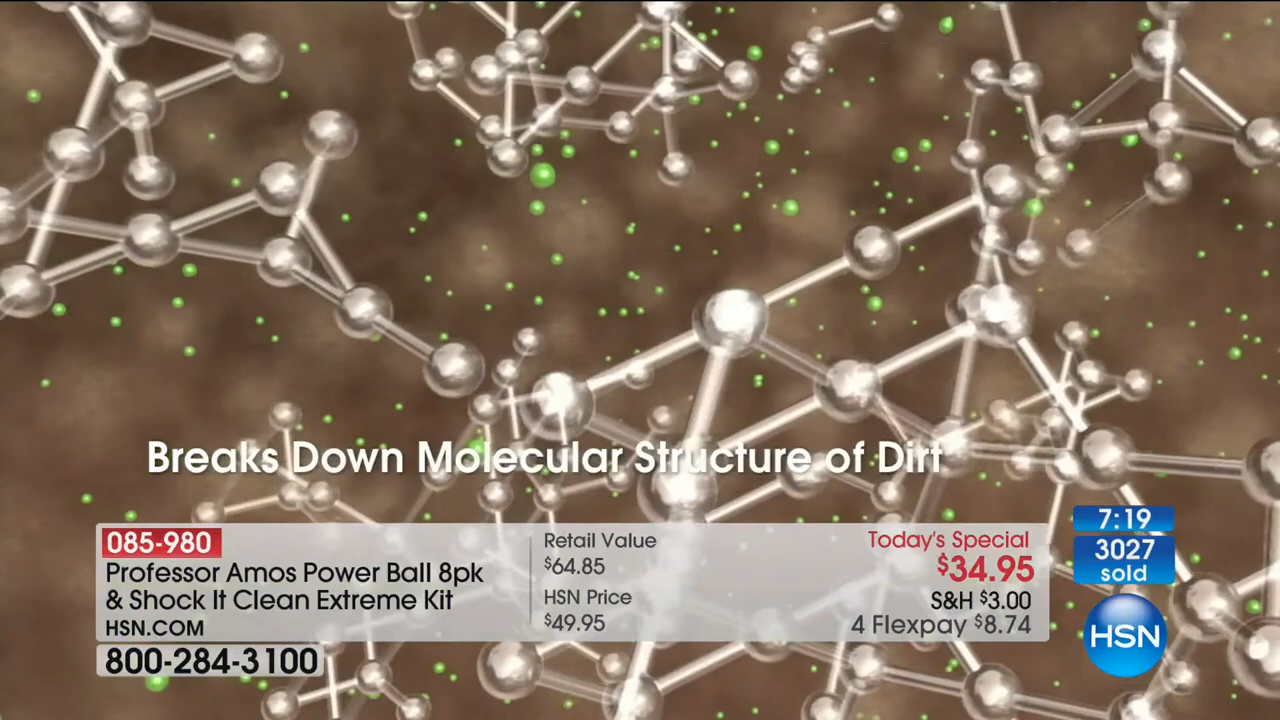 Breaks Down Molecular Structure of Dirt
085-980
Professor Amos Power Ball 8pk
& Shock It Clean Extreme Kit
HSN.COM
800-284-3100
Retail Value
$64.85
HSN Price
$49.95
Today's Special
$34.95
S&H $3.00
4 Flexpay $8.74
7:19
3027
sold
HSN